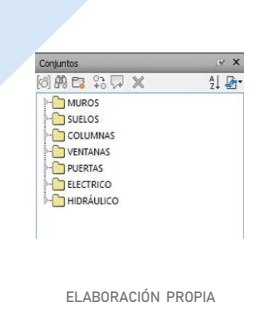 Conjuntos
MUROS
SUELOS
COLUMNAS
VENTANAS
PUERTAS
ELECTRICO
HIDRÁULICO
ELABORACIÓN PROPIA